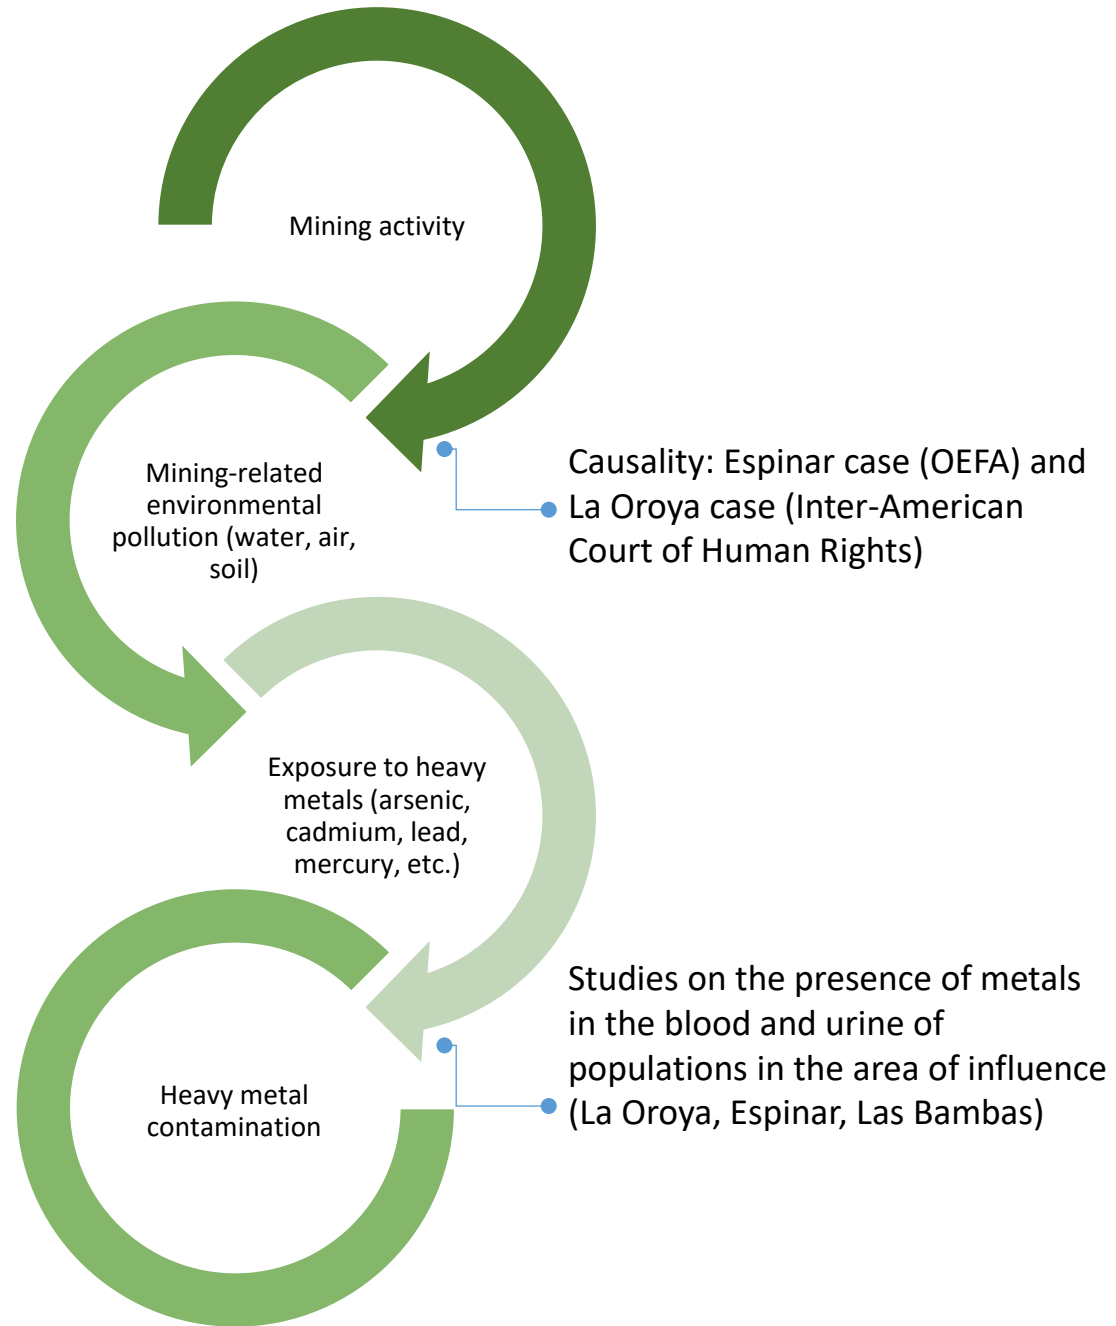 Mining activity
Mining-related
environmental
pollution (water, air,
soil)
Causality: Espinar case (OEFA) and
La Oroya case (Inter-American
Court of Human Rights)
Exposure to heavy
metals (arsenic,
cadmium, lead,
mercury, etc.)
Heavy metal
contamination
Studies on the presence of metals
in the blood and urine of
populations in the area of influence
(La Oroya, Espinar, Las Bambas)